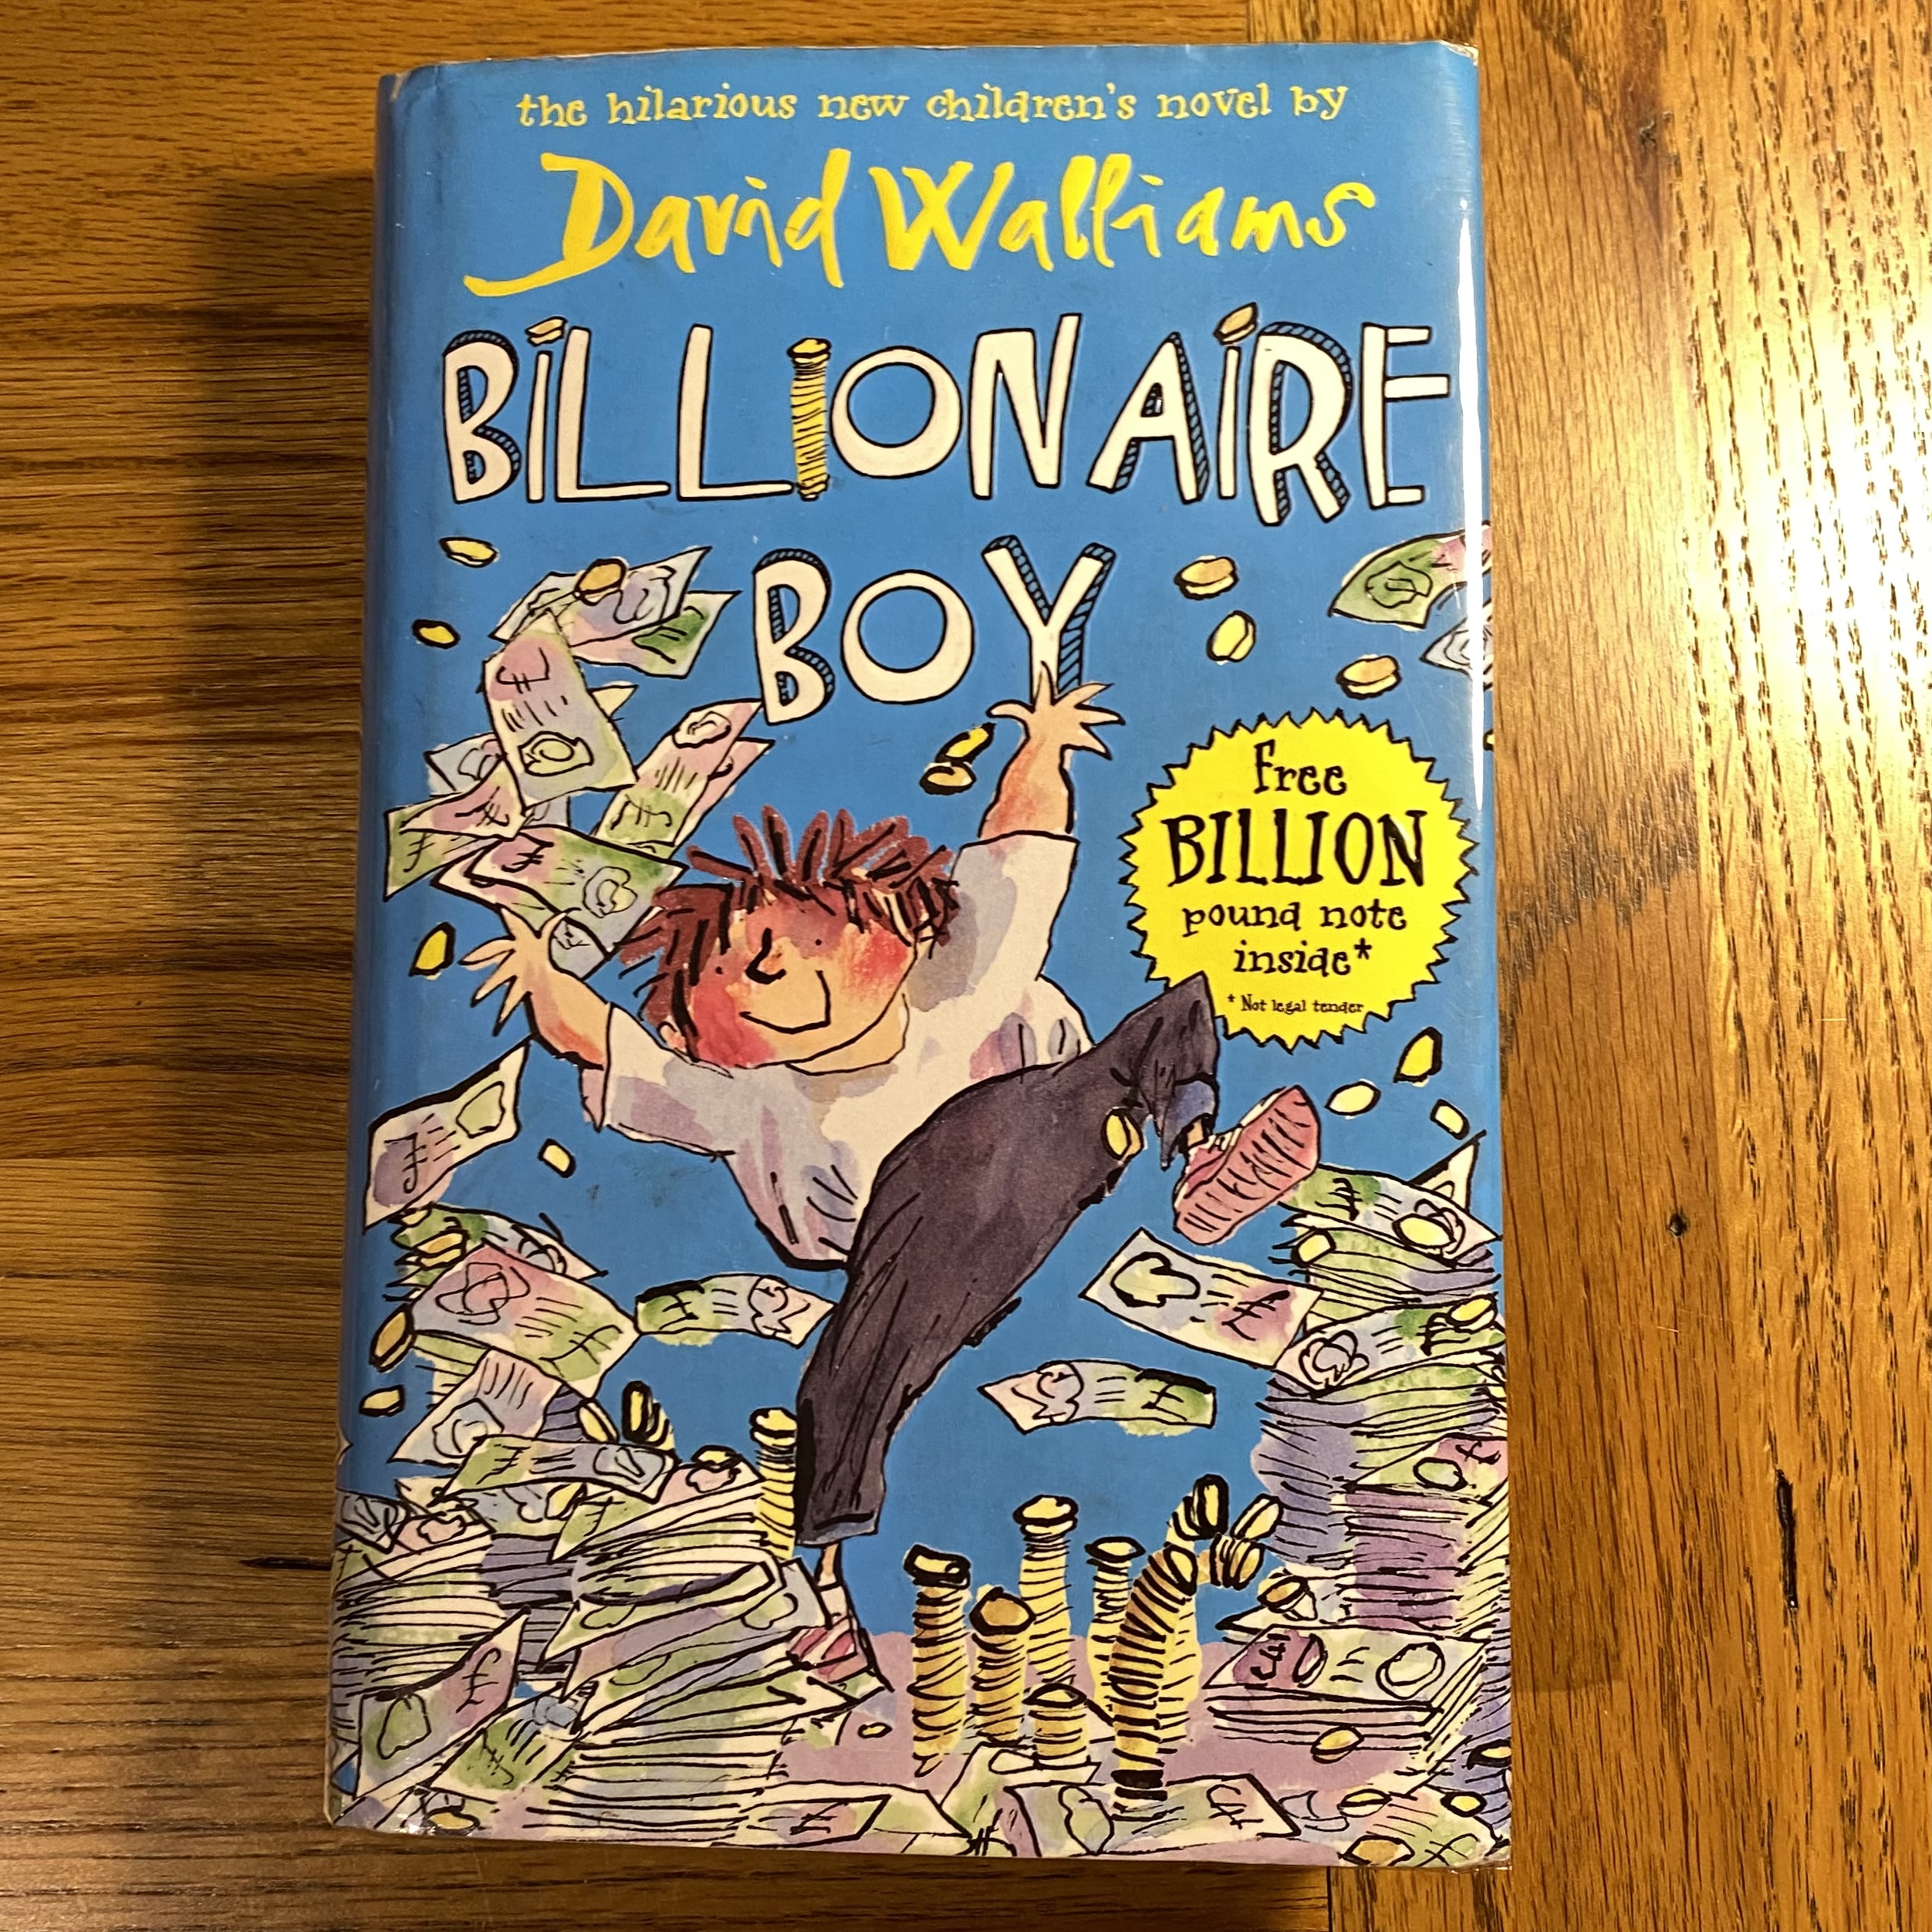 the hilarious new children's novel by
David Walliams
BiLLiONAiRE
BOY
Free
BILLION
pound note
inside*
* Not legal tender